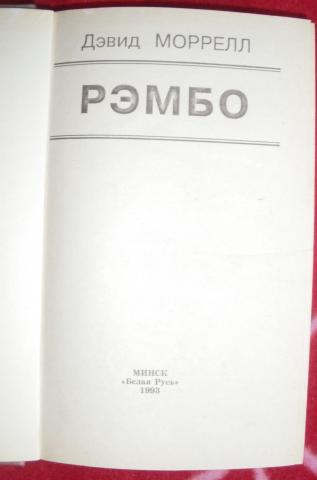 Дэвид МОРРЕЛЛ
РЭМБО
МИНСК
«Белая Русь»
1993